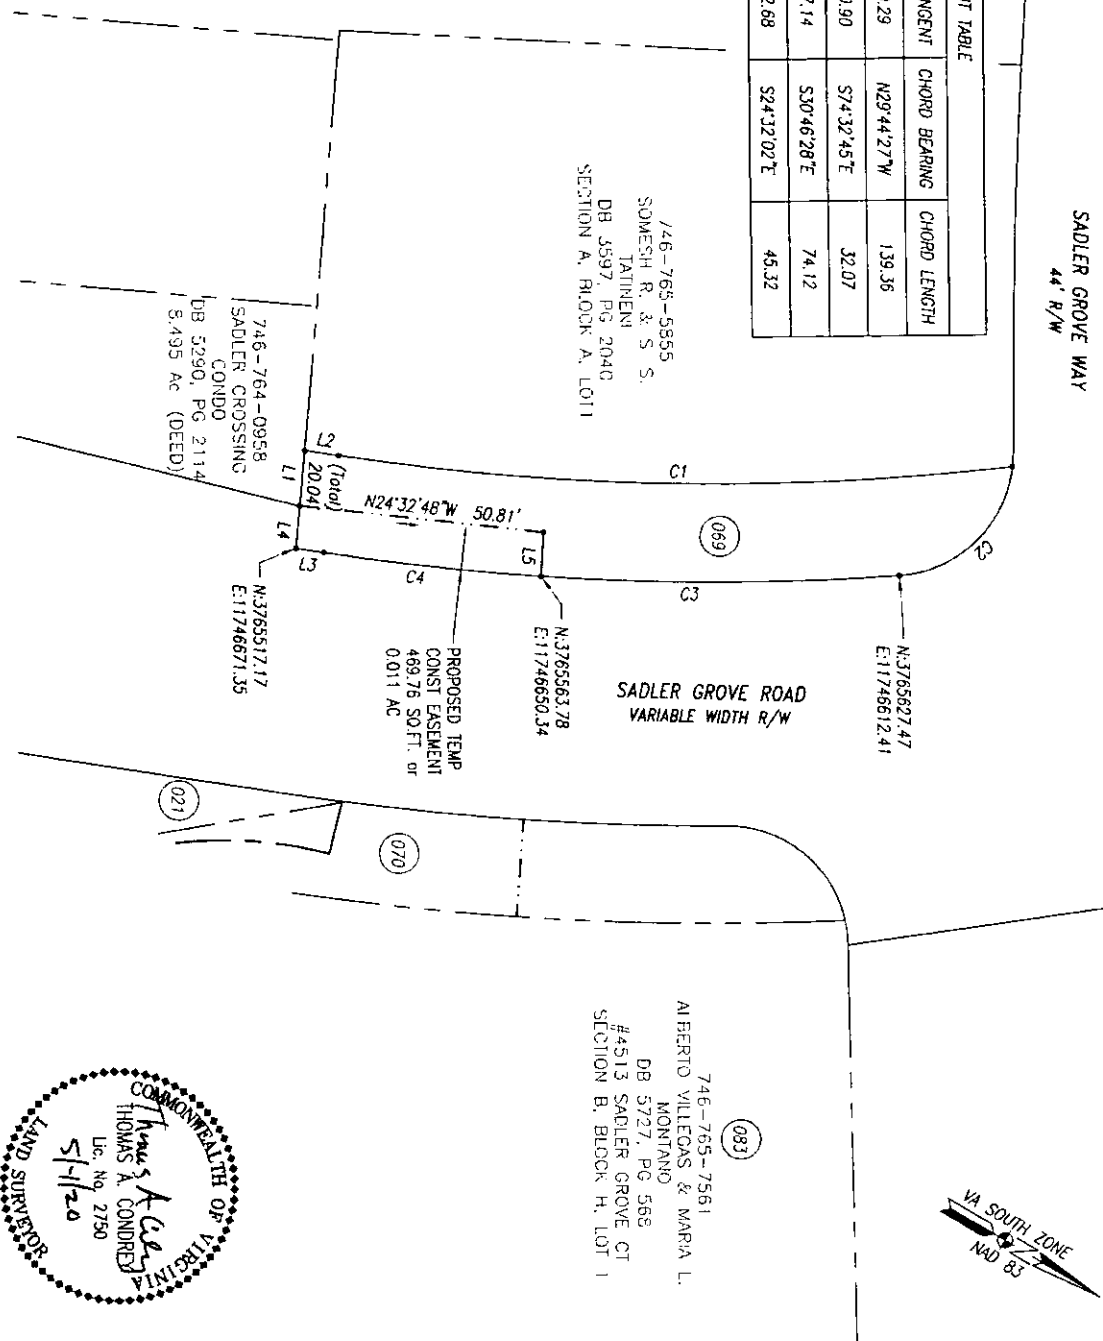 SADLER GROVE WAY
44' R/W
T TABLE
NGENT CHORD BEARING CHORD LENGTH
.29 N29°44'27"W 139.36
0.90 S74°32'45"E 32.07
7.14 S30°46'28"E 74.12
2.68 S24°32'02"E 45.32
746-765-5855
SOMESH R. & S S.
TATINENI
DB 3597, PG 2040
SECTION A, BLOCK A, LOT1
746-764-0958
SADLER CROSSING
CONDO
DB 5290, PG 2114
8.495 Ac (DEED)
L2
(Total)
20.04'
L1
L4
L3
N24°32'48"W 50.81'
L5
C1
C2
C3
C4
069
N:3765627.47
E:11746612.41
N:3765563.78
E:11746650.34
N:3765517.17
E:11746671.35
SADLER GROVE ROAD
VARIABLE WIDTH R/W
PROPOSED TEMP
CONST EASEMENT
469.76 SQ.FT. or
0.011 AC
021
070
083
746-765-7561
ALBERTO VILLEGAS & MARIA L.
MONTANO
DB 5727, PG 568
#4513 SADLER GROVE CT
SECTION B, BLOCK H, LOT 1
VA SOUTH ZONE
NAD 83
COMMONWEALTH OF VIRGINIA
THOMAS A. CONDREY
Lic. No. 2750
LAND SURVEYOR